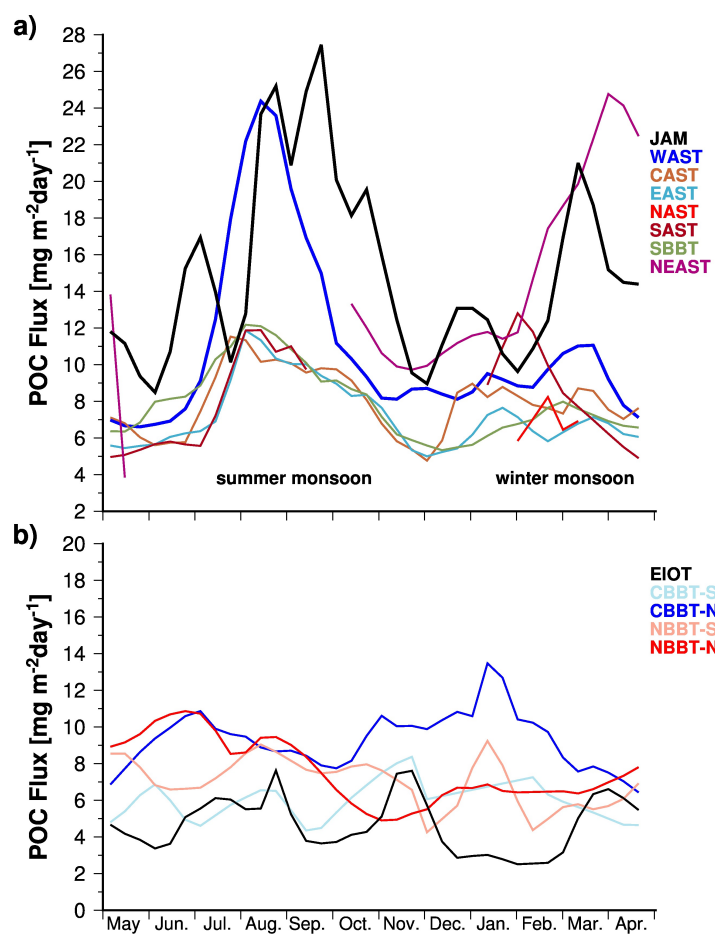 a)
28
26
24
22
20
18
16
14
12
10
8
6
4
2
POC Flux [mg m-2day-1]
JAM
WAST
CAST
EAST
NAST
SAST
SBBT
NEAST
summer monsoon winter monsoon
b)
20
18
16
14
12
10
8
6
4
2
0
POC Flux [mg m-2day-1]
EIOT
CBBT-S
CBBT-N
NBBT-S
NBBT-N
May Jun. Jul. Aug. Sep. Oct. Nov. Dec. Jan. Feb. Mar. Apr.